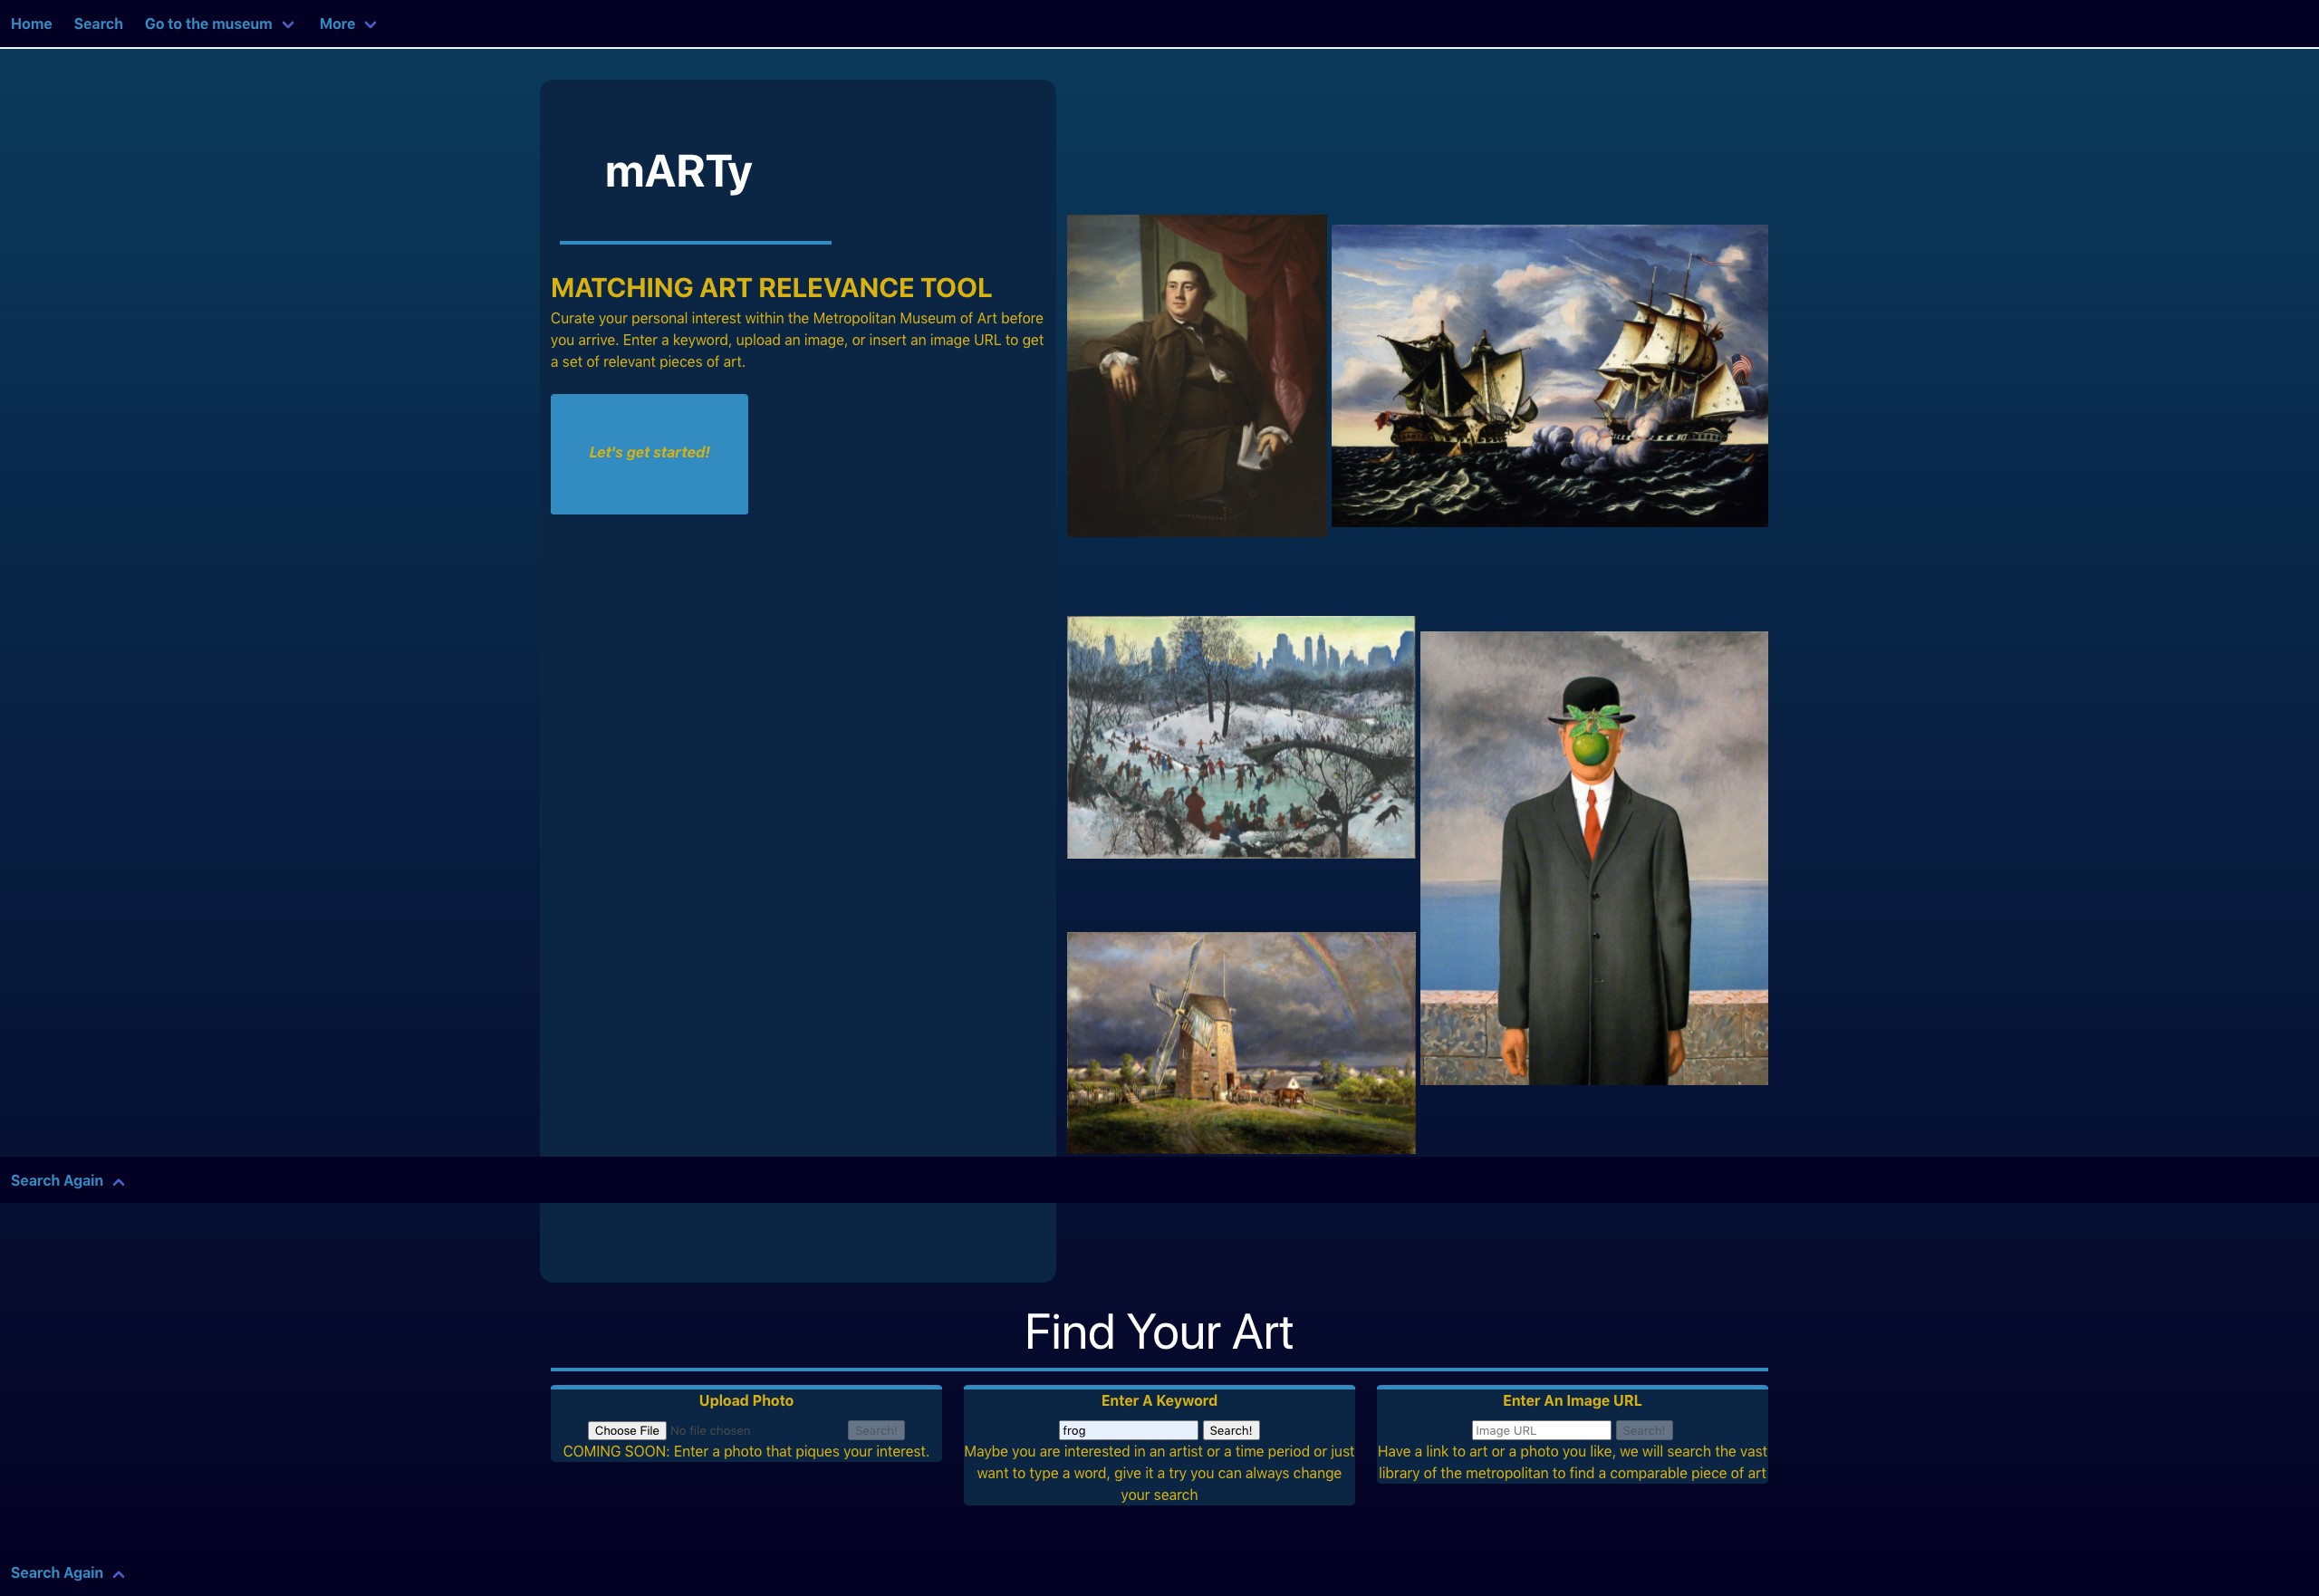 Home Search Go to the museum More
mARTy
MATCHING ART RELEVANCE TOOL
Curate your personal interest within the Metropolitan Museum of Art before
you arrive. Enter a keyword, upload an image, or insert an image URL to get
a set of relevant pieces of art.
Let's get started!
Search Again
Find Your Art
Upload Photo
Choose File No file chosen Search!
COMING SOON: Enter a photo that piques your interest.
Enter A Keyword
frog Search!
Maybe you are interested in an artist or a time period or just
want to type a word, give it a try you can always change
your search
Enter An Image URL
Image URL Search!
Have a link to art or a photo you like, we will search the vast
library of the metropolitan to find a comparable piece of art
Search Again